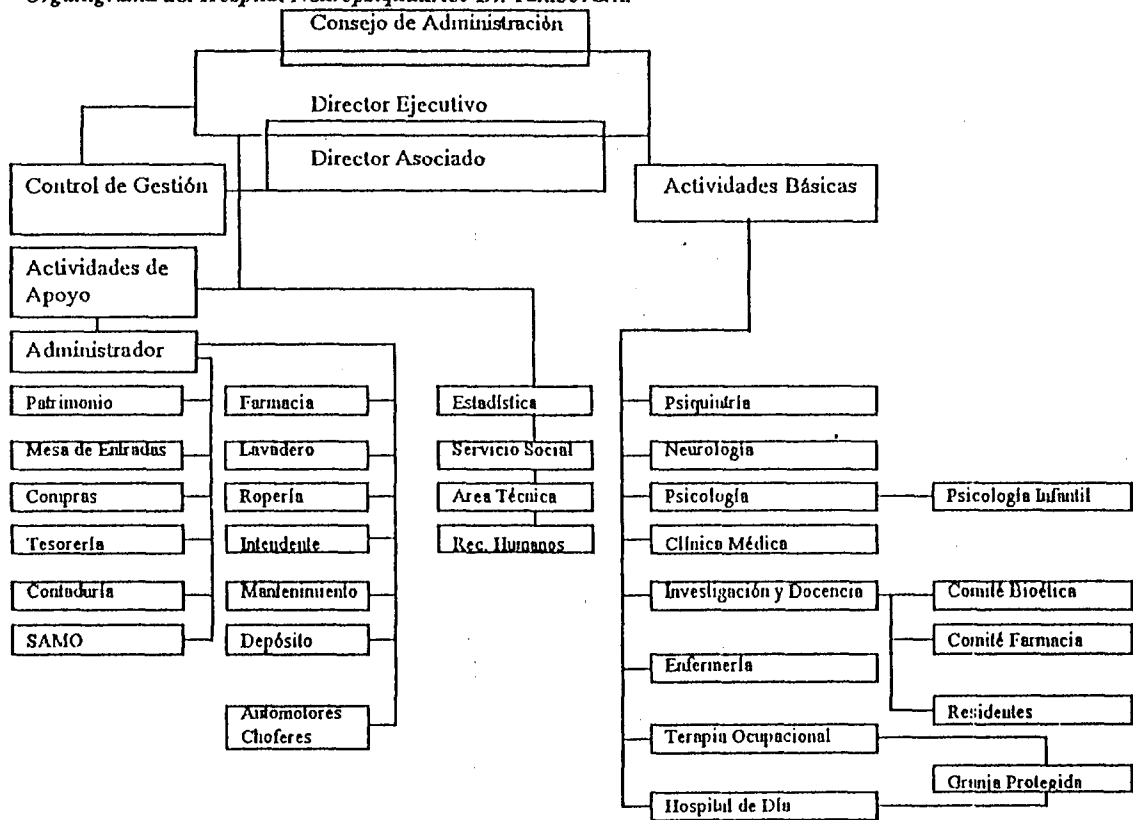 Consejo de Administración
Director Ejecutivo
Director Asociado
Control de Gestión
Actividades Básicas
Actividades de
Apoyo
Administrador
Patrimonio
Farmacia
Estadística
Psiquiatría
Mesa de Entradas
Lavadero
Servicio Social
Neurología
Compras
Ropería
Area Técnica
Psicología
Psicología Infantil
Tesorería
Intendente
Rec. Humanos
Clínica Médica
Contaduría
Mantenimiento
Investigación y Docencia
Comité Bioética
SAMO
Depósito
Comité Farmacia
Enfermería
Automotores
Choferes
Residentes
Terapia Ocupacional
Granja Protegida
Hospital de Día